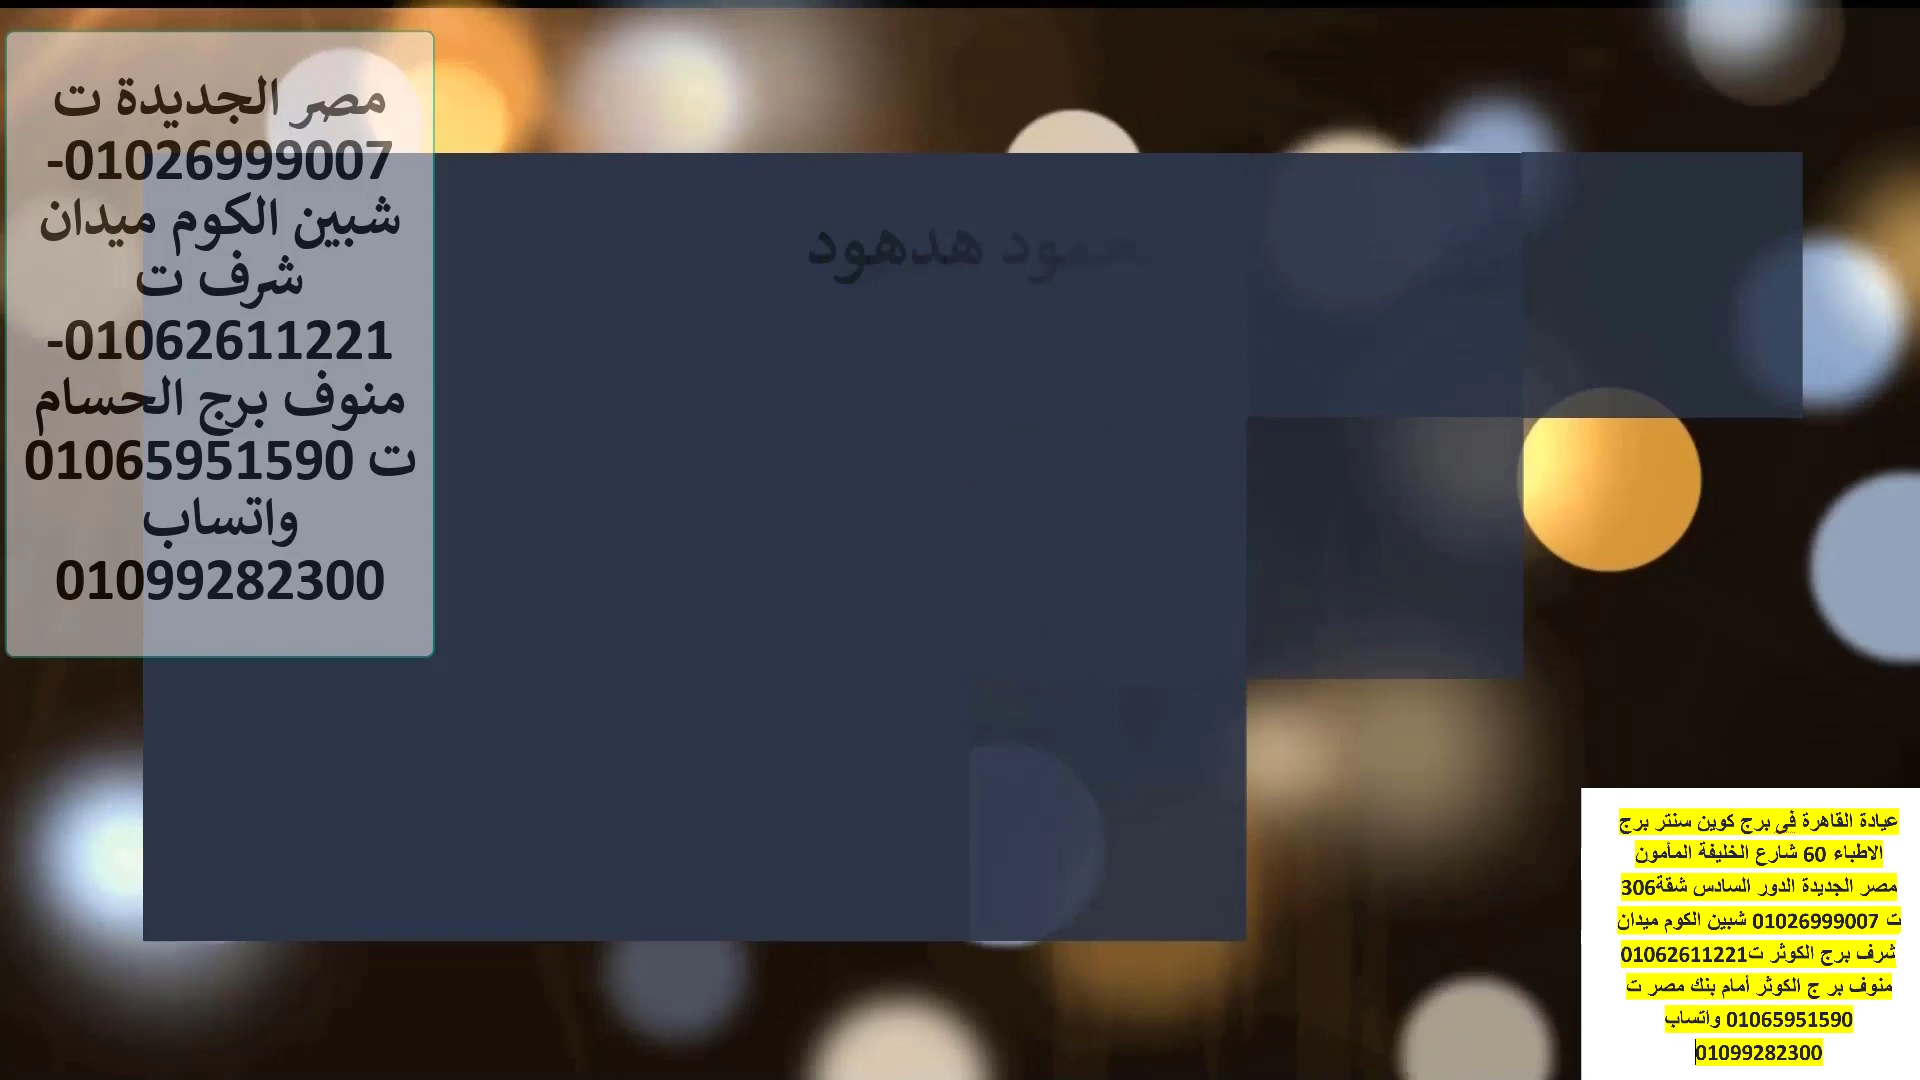 مصر الجديدة ت
01026999007-
شبين الكوم ميدان
شرف ت
01062611221-
منوف برج الحسام
ت 01065951590
واتساب
01099282300
هدهود
عيادة القاهرة في برج كوين سنتر برج
الاطباء 60 شارع الخليفة المأمون
مصر الجديدة الدور السادس شقة306
ت 01026999007 شبين الكوم ميدان
شرف برج الكوثر ت01062611221
منوف بر ج الكوثر أمام بنك مصر ت
01065951590 واتساب
01099282300